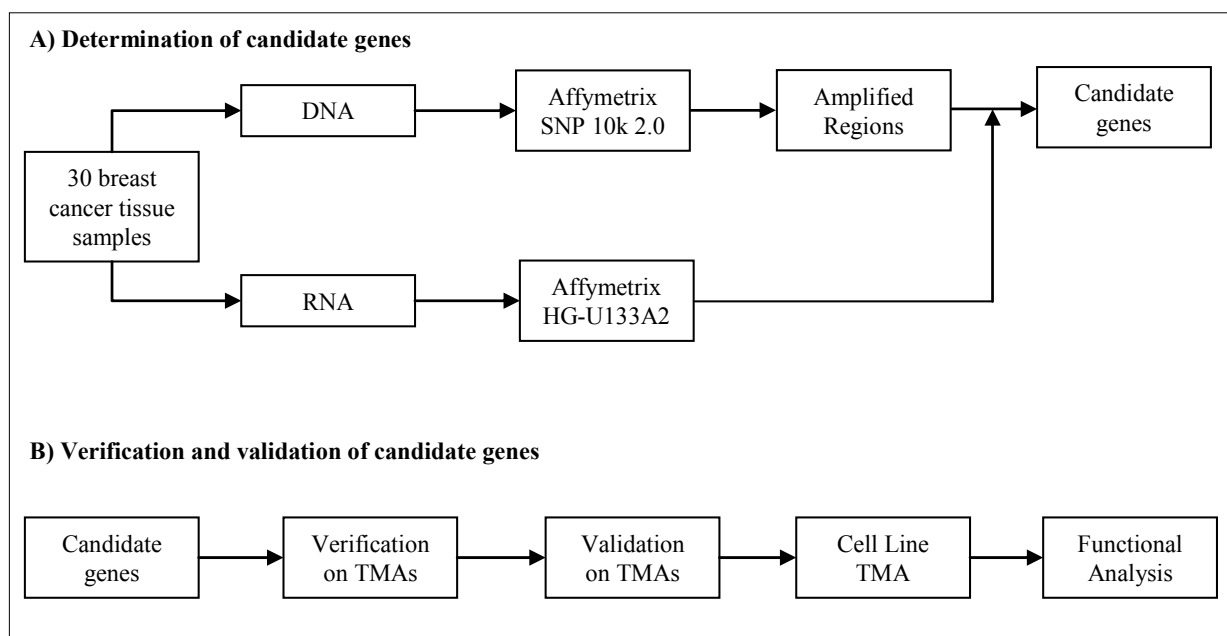 A) Determination of candidate genes
DNA
Affymetrix
SNP 10k 2.0
Amplified
Regions
Candidate
genes
30 breast
cancer tissue
samples
RNA
Affymetrix
HG-U133A2
B) Verification and validation of candidate genes
Candidate
genes
Verification
on TMAs
Validation
on TMAs
Cell Line
TMA
Functional
Analysis